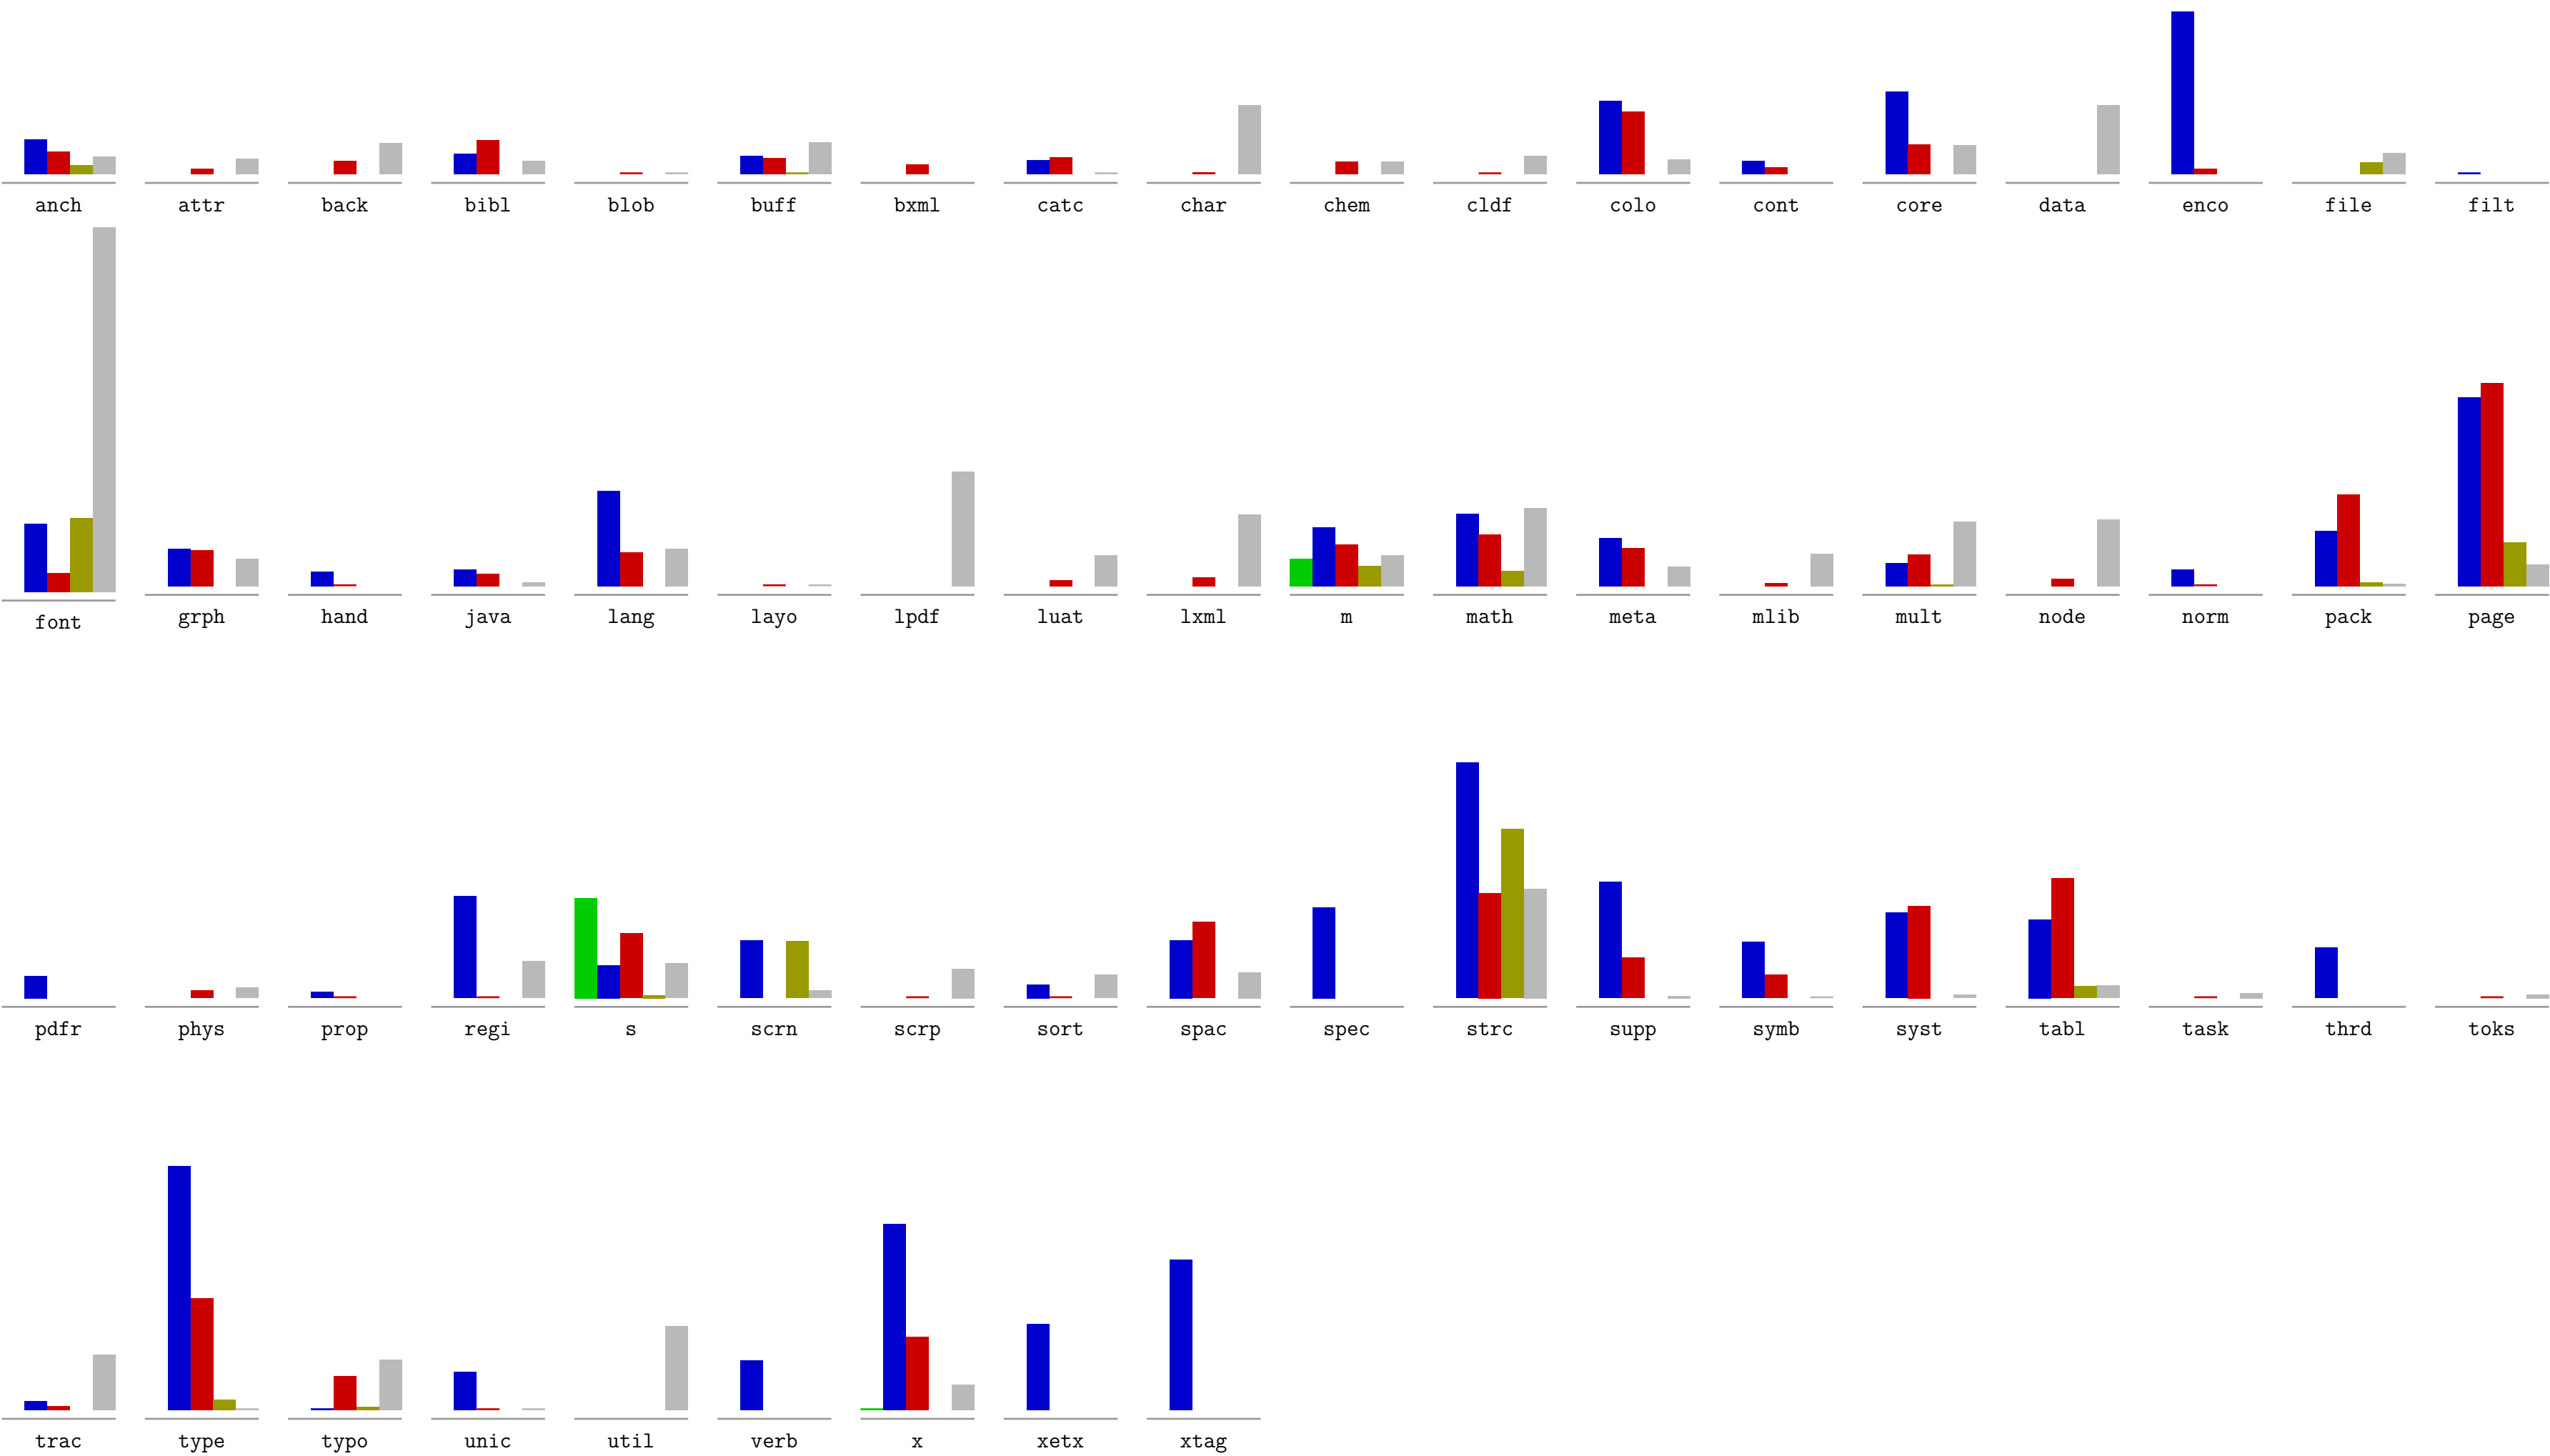 anch attr back bibl blob buff bxml catc char chem cldf colo cont core data enco file filt
font grph hand java lang layo lpdf luat lxml m math meta mlib mult node norm pack page
pdfr phys prop regi s scrn scrp sort spac spec strc supp symb syst tabl task thrd toks
trac type typo unic util verb x xetx xtag